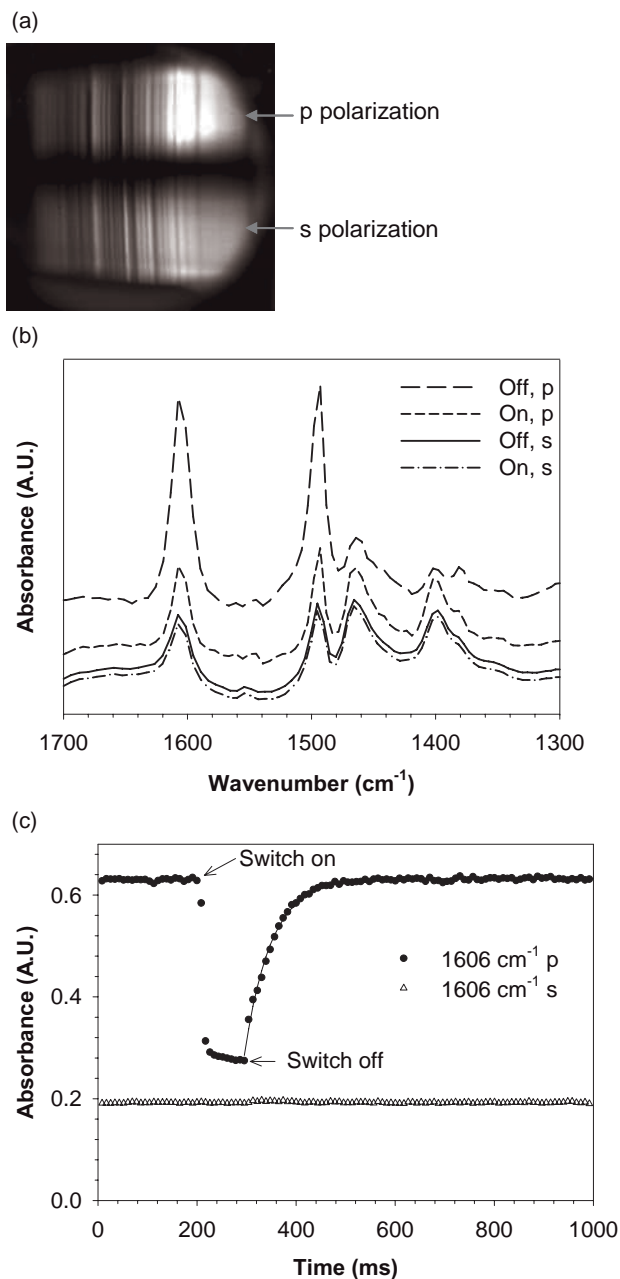 (a)
p polarization
s polarization
(b)
Off, p
On, p
Off, s
On, s
Absorbance (A.U.)
1700 1600 1500 1400 1300
Wavenumber (cm⁻¹)
(c)
Switch on
0.6
1606 cm⁻¹ p
1606 cm⁻¹ s
0.4
Switch off
0.2
0.0
Absorbance (A.U.)
0 200 400 600 800 1000
Time (ms)